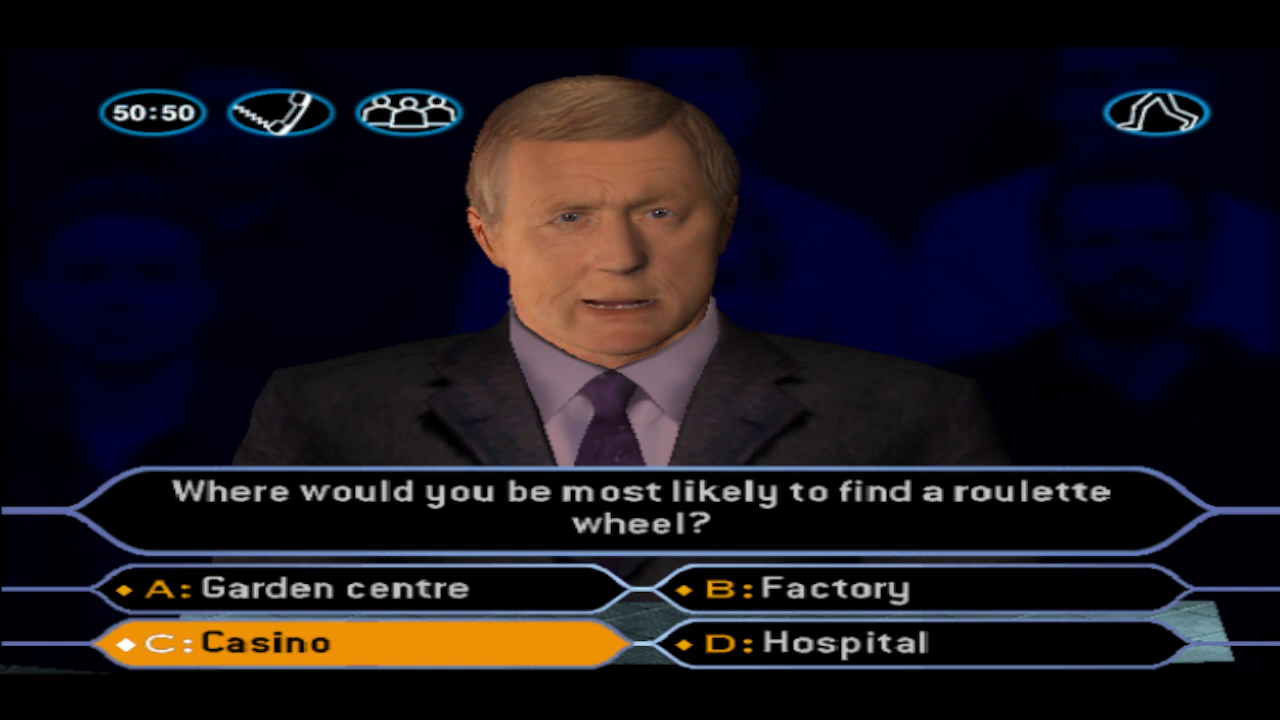 50:50
Where would you be most likely to find a roulette
wheel?
A: Garden centre
B: Factory
C: Casino
D: Hospital